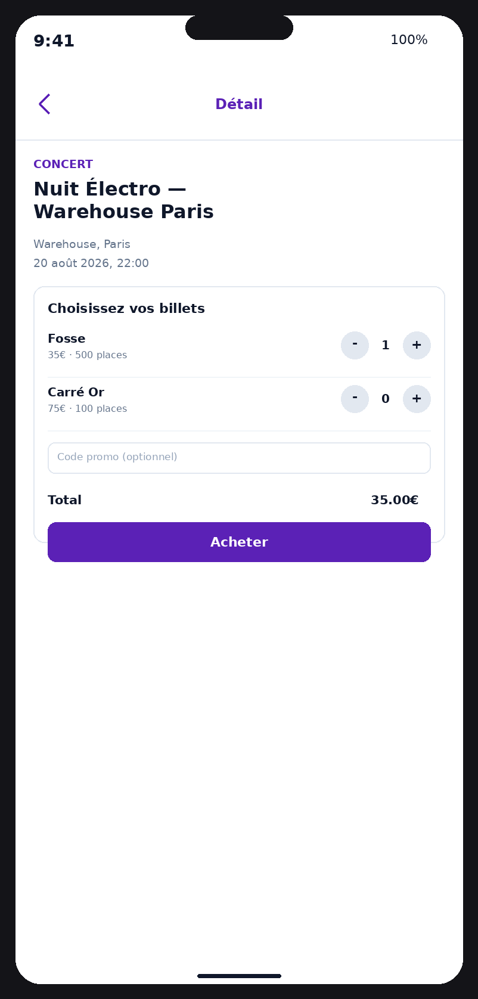 9:41
100%
Détail
CONCERT
Nuit Électro —
Warehouse Paris
Warehouse, Paris
20 août 2026, 22:00
Choisissez vos billets
Fosse
35€ · 500 places
- 1 +
Carré Or
75€ · 100 places
- 0 +
Code promo (optionnel)
Total 35.00€
Acheter